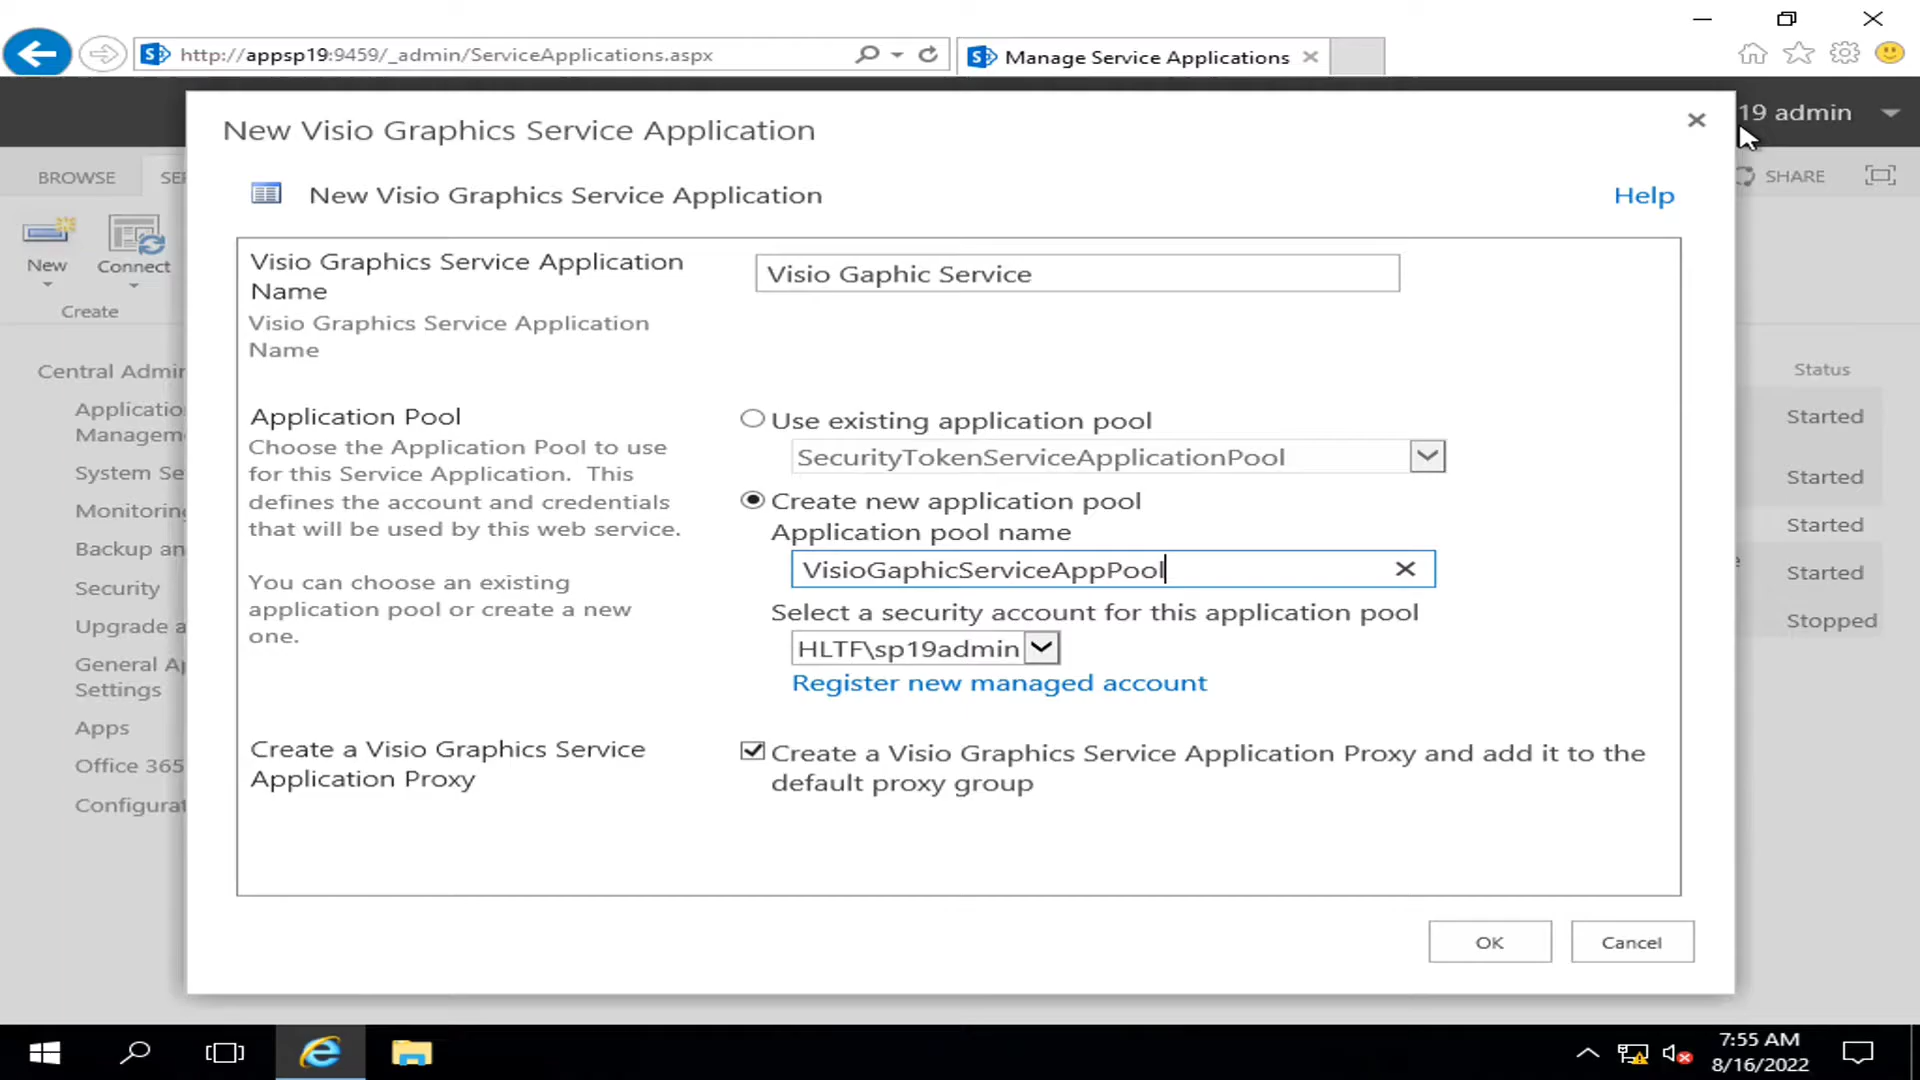 http://appsp19:9459/_admin/ServiceApplications.aspx
Manage Service Applications
19 admin
New Visio Graphics Service Application
BROWSE
SER
SHARE
New Visio Graphics Service Application
Help
New
Connect
Create
Visio Graphics Service Application
Name
Visio Graphics Service Application
Name
Visio Gaphic Service
Central Admin
Application
Managem
System Se
Monitoring
Backup an
Security
Upgrade a
General Ap
Settings
Apps
Office 365
Configurat
Application Pool
Choose the Application Pool to use
for this Service Application. This
defines the account and credentials
that will be used by this web service.
You can choose an existing
application pool or create a new
one.
Use existing application pool
SecurityTokenServiceApplicationPool
Create new application pool
Application pool name
VisioGaphicServiceAppPool
Select a security account for this application pool
HLTF\sp19admin
Register new managed account
Create a Visio Graphics Service
Application Proxy
Create a Visio Graphics Service Application Proxy and add it to the
default proxy group
Status
Started
Started
Started
Started
Stopped
OK
Cancel
7:55 AM
8/16/2022